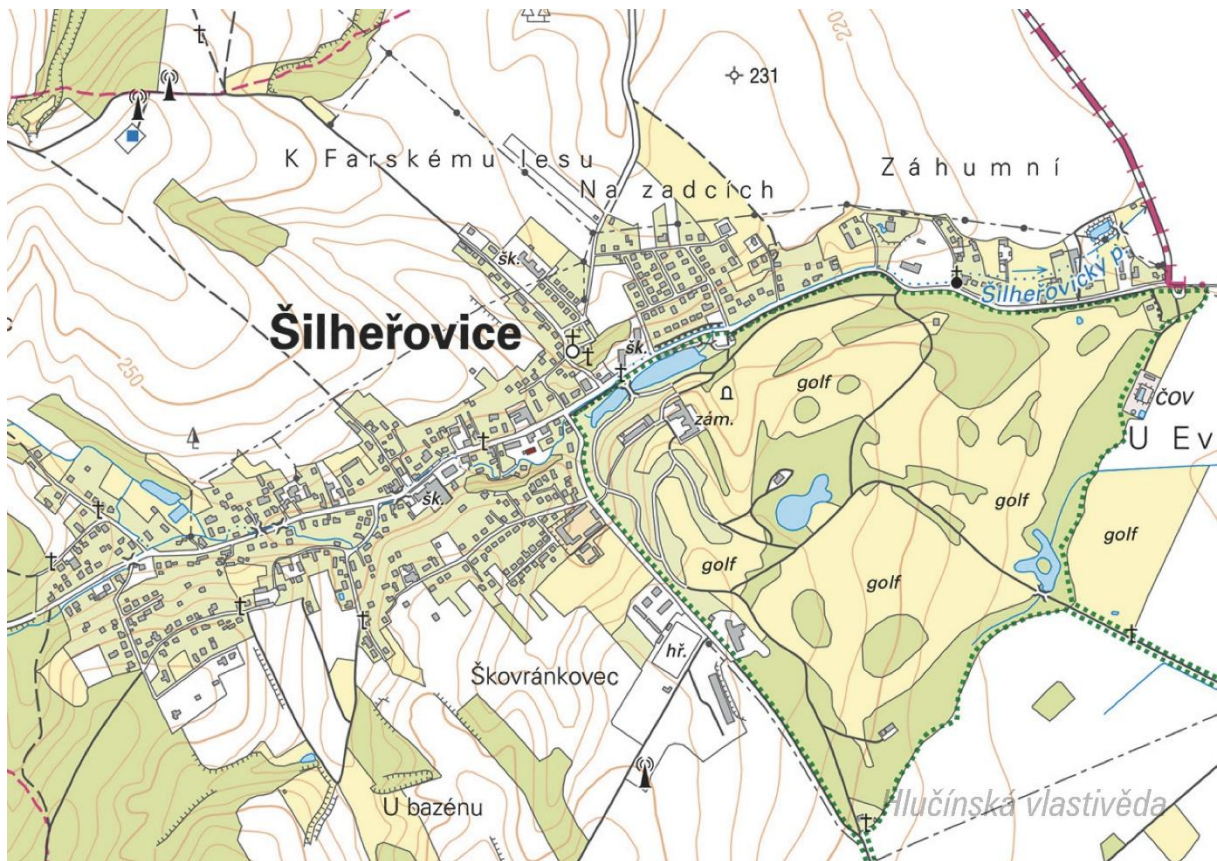 220
231
K Farskému lesu
Na zadcích
Záhumní
šk.
Šilheřovický p.
Šilheřovice
šk.
250
golf
zám.
čov
U Ev
šk.
golf
golf
golf
golf
Škovránkovec
hř.
U bazénu
Hlučínská vlastivěda